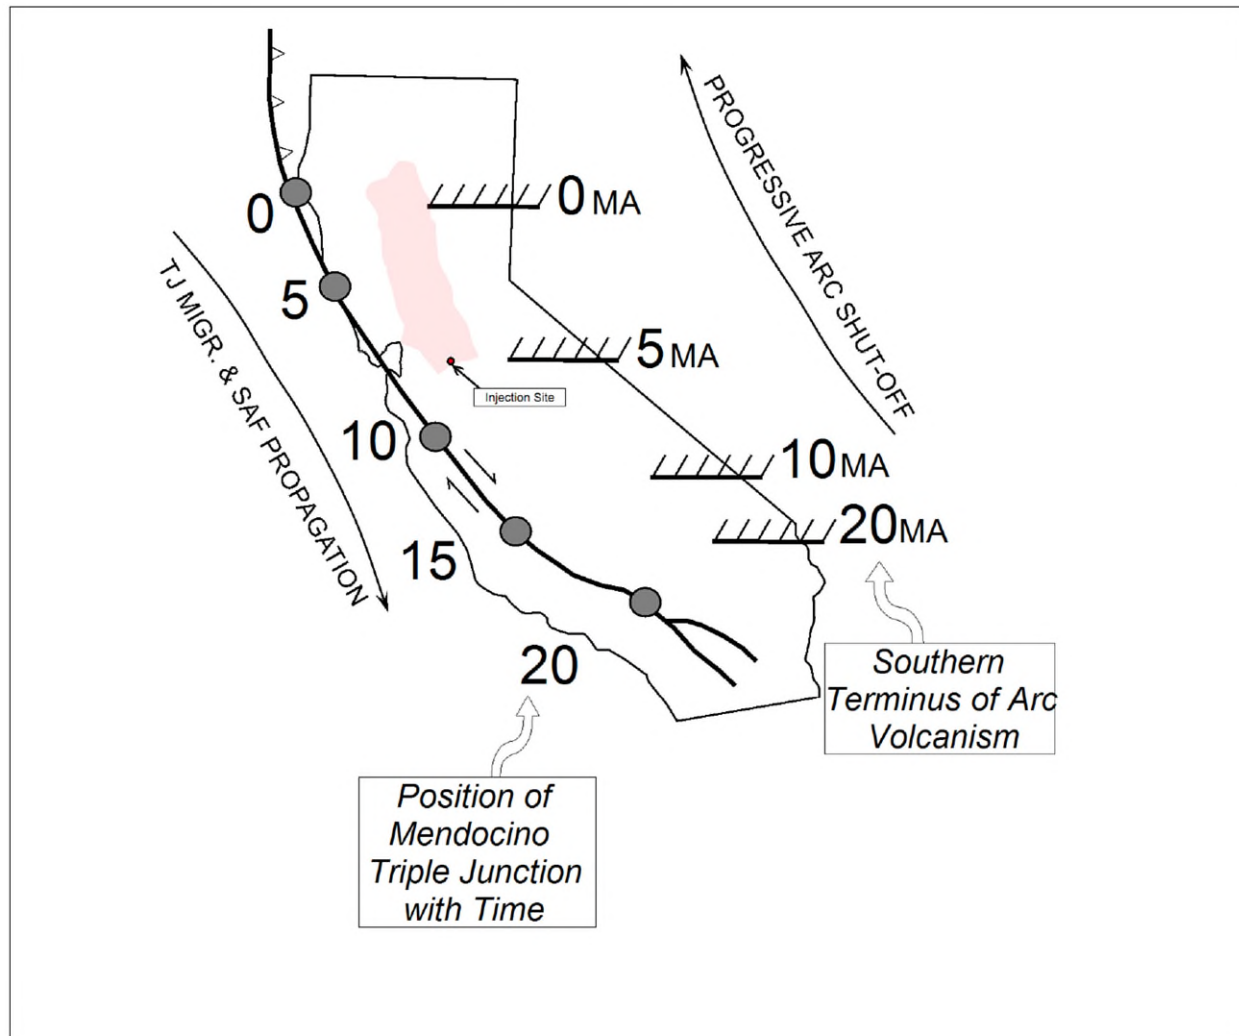 PROGRESSIVE ARC SHUT-OFF
0 MA
0
5
TJ MIGR. & SAF PROPAGATION
5 MA
Injection Site
10
10 MA
15
20 MA
20
Southern
Terminus of Arc
Volcanism
Position of
Mendocino
Triple Junction
with Time